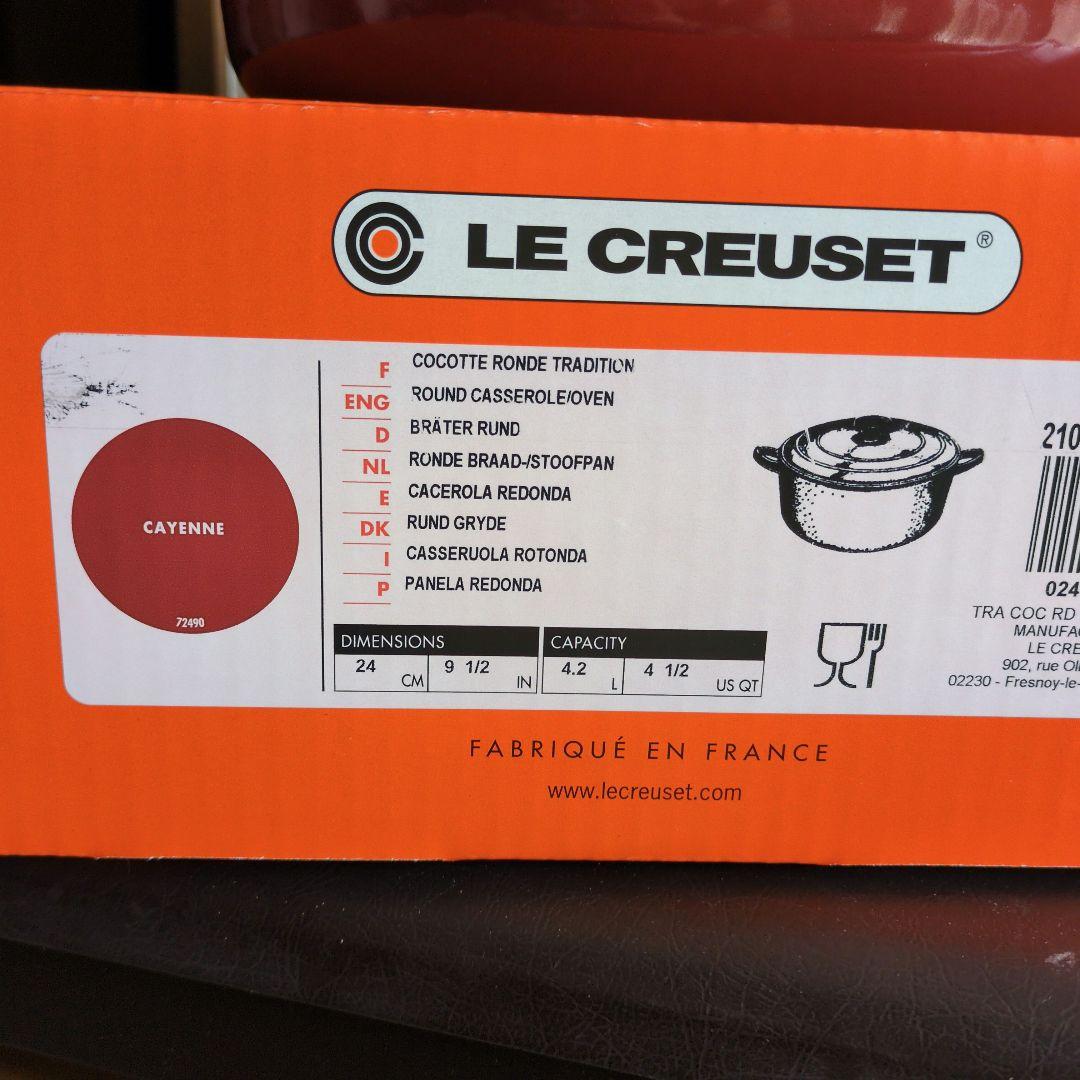 LE CREUSET ®
F COCOTTE RONDE TRADITION
ENG ROUND CASSEROLE/OVEN
D BRÄTER RUND
NL RONDE BRAAD-/STOOFPAN
E CACEROLA REDONDA
DK RUND GRYDE
I CASSERUOLA ROTONDA
P PANELA REDONDA
CAYENNE
72490
DIMENSIONS CAPACITY
24 CM 9 1/2 IN 4.2 L 4 1/2 US QT
210
024
TRA COC RD
MANUFAC
LE CRE
902, rue Ol
02230 - Fresnoy-le-
FABRIQUÉ EN FRANCE
www.lecreuset.com